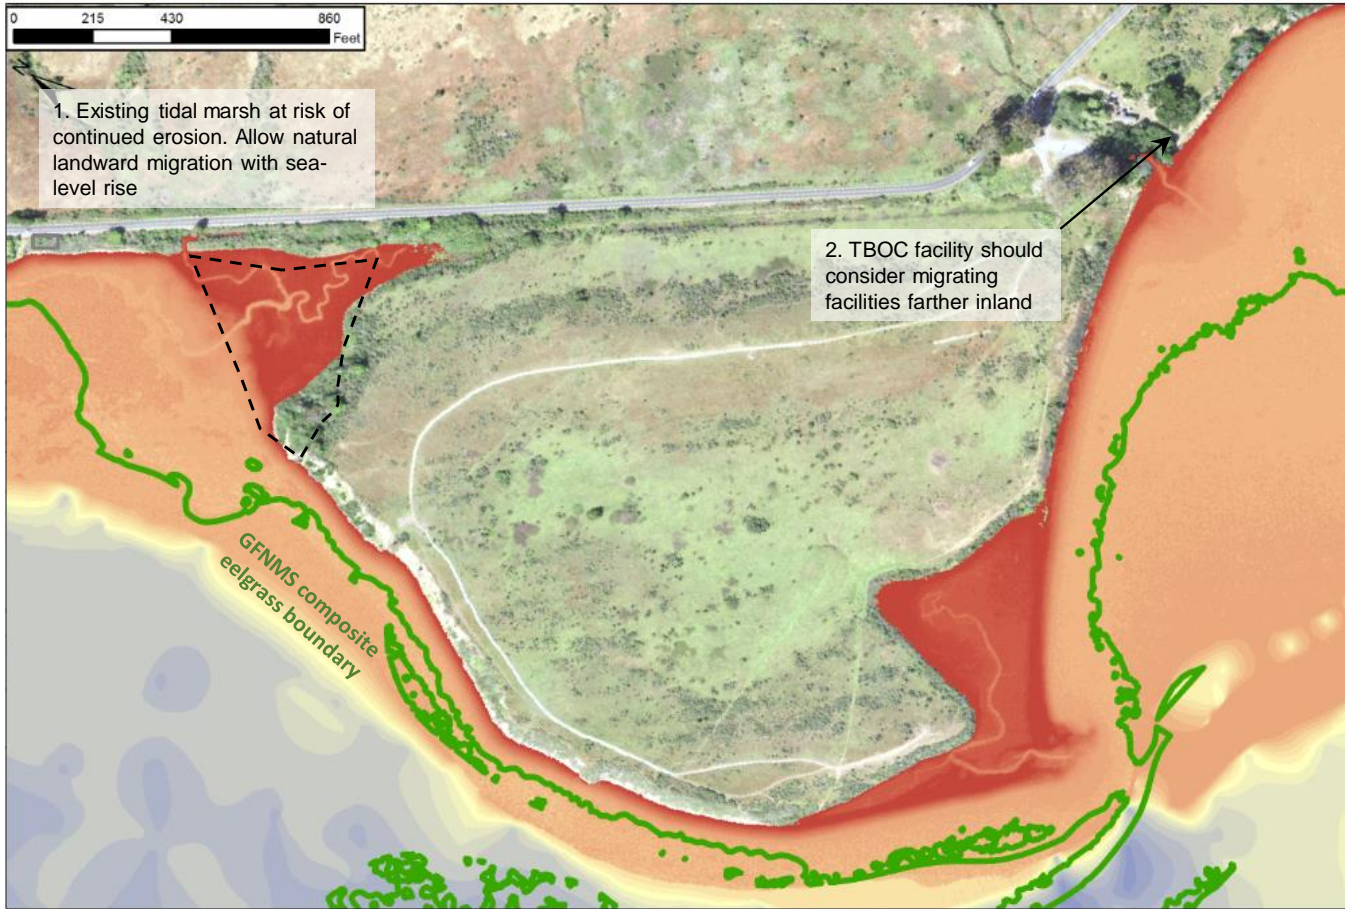 0 215 430 860
Feet
N
1. Existing tidal marsh at risk of
continued erosion. Allow natural
landward migration with sea-
level rise
2. TBOC facility should
consider migrating
facilities farther inland
GFNMS composite
eelgrass boundary